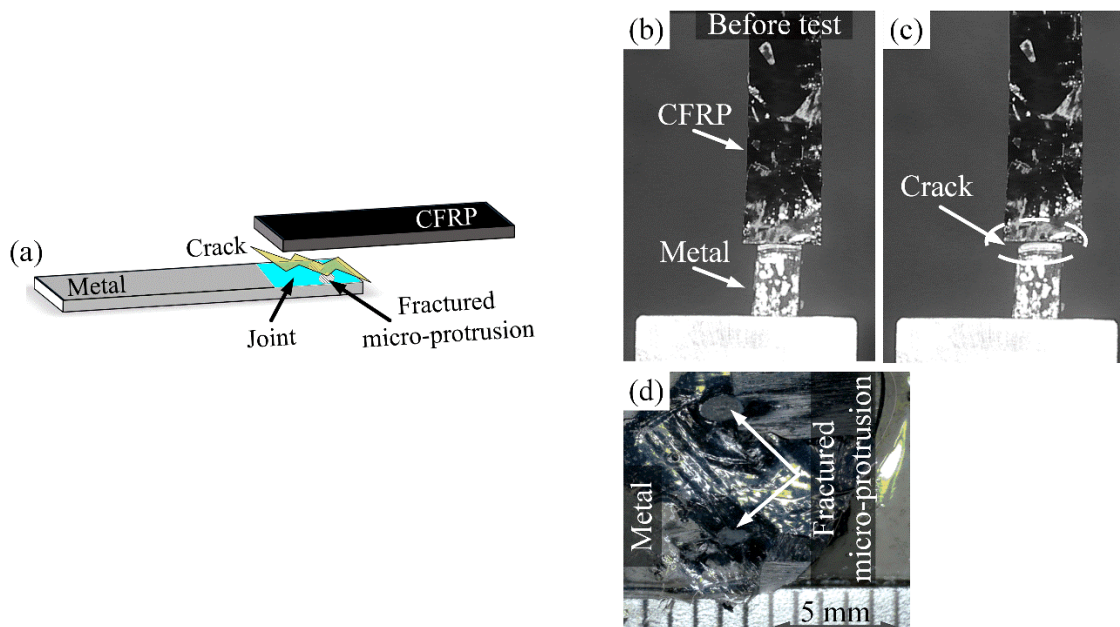 (a)
CFRP
Crack
Metal
Joint
Fractured
micro-protrusion
(b)
Before test
CFRP
Metal
(c)
Crack
(d)
Metal
Fractured
micro-protrusion
5 mm